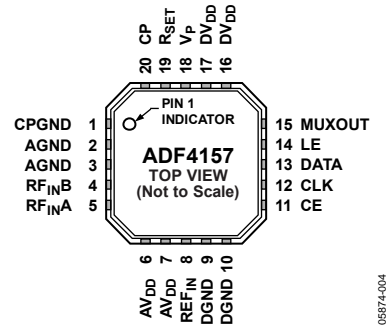 20 CP
19 RSET
18 VP
17 DVDD
16 DVDD
PIN 1
INDICATOR
CPGND 1
AGND 2
AGND 3
RFINB 4
RFINA 5
ADF4157
TOP VIEW
(Not to Scale)
15 MUXOUT
14 LE
13 DATA
12 CLK
11 CE
AVDD 6
AVDD 7
REFIN 8
DGND 9
DGND 10
05874-004